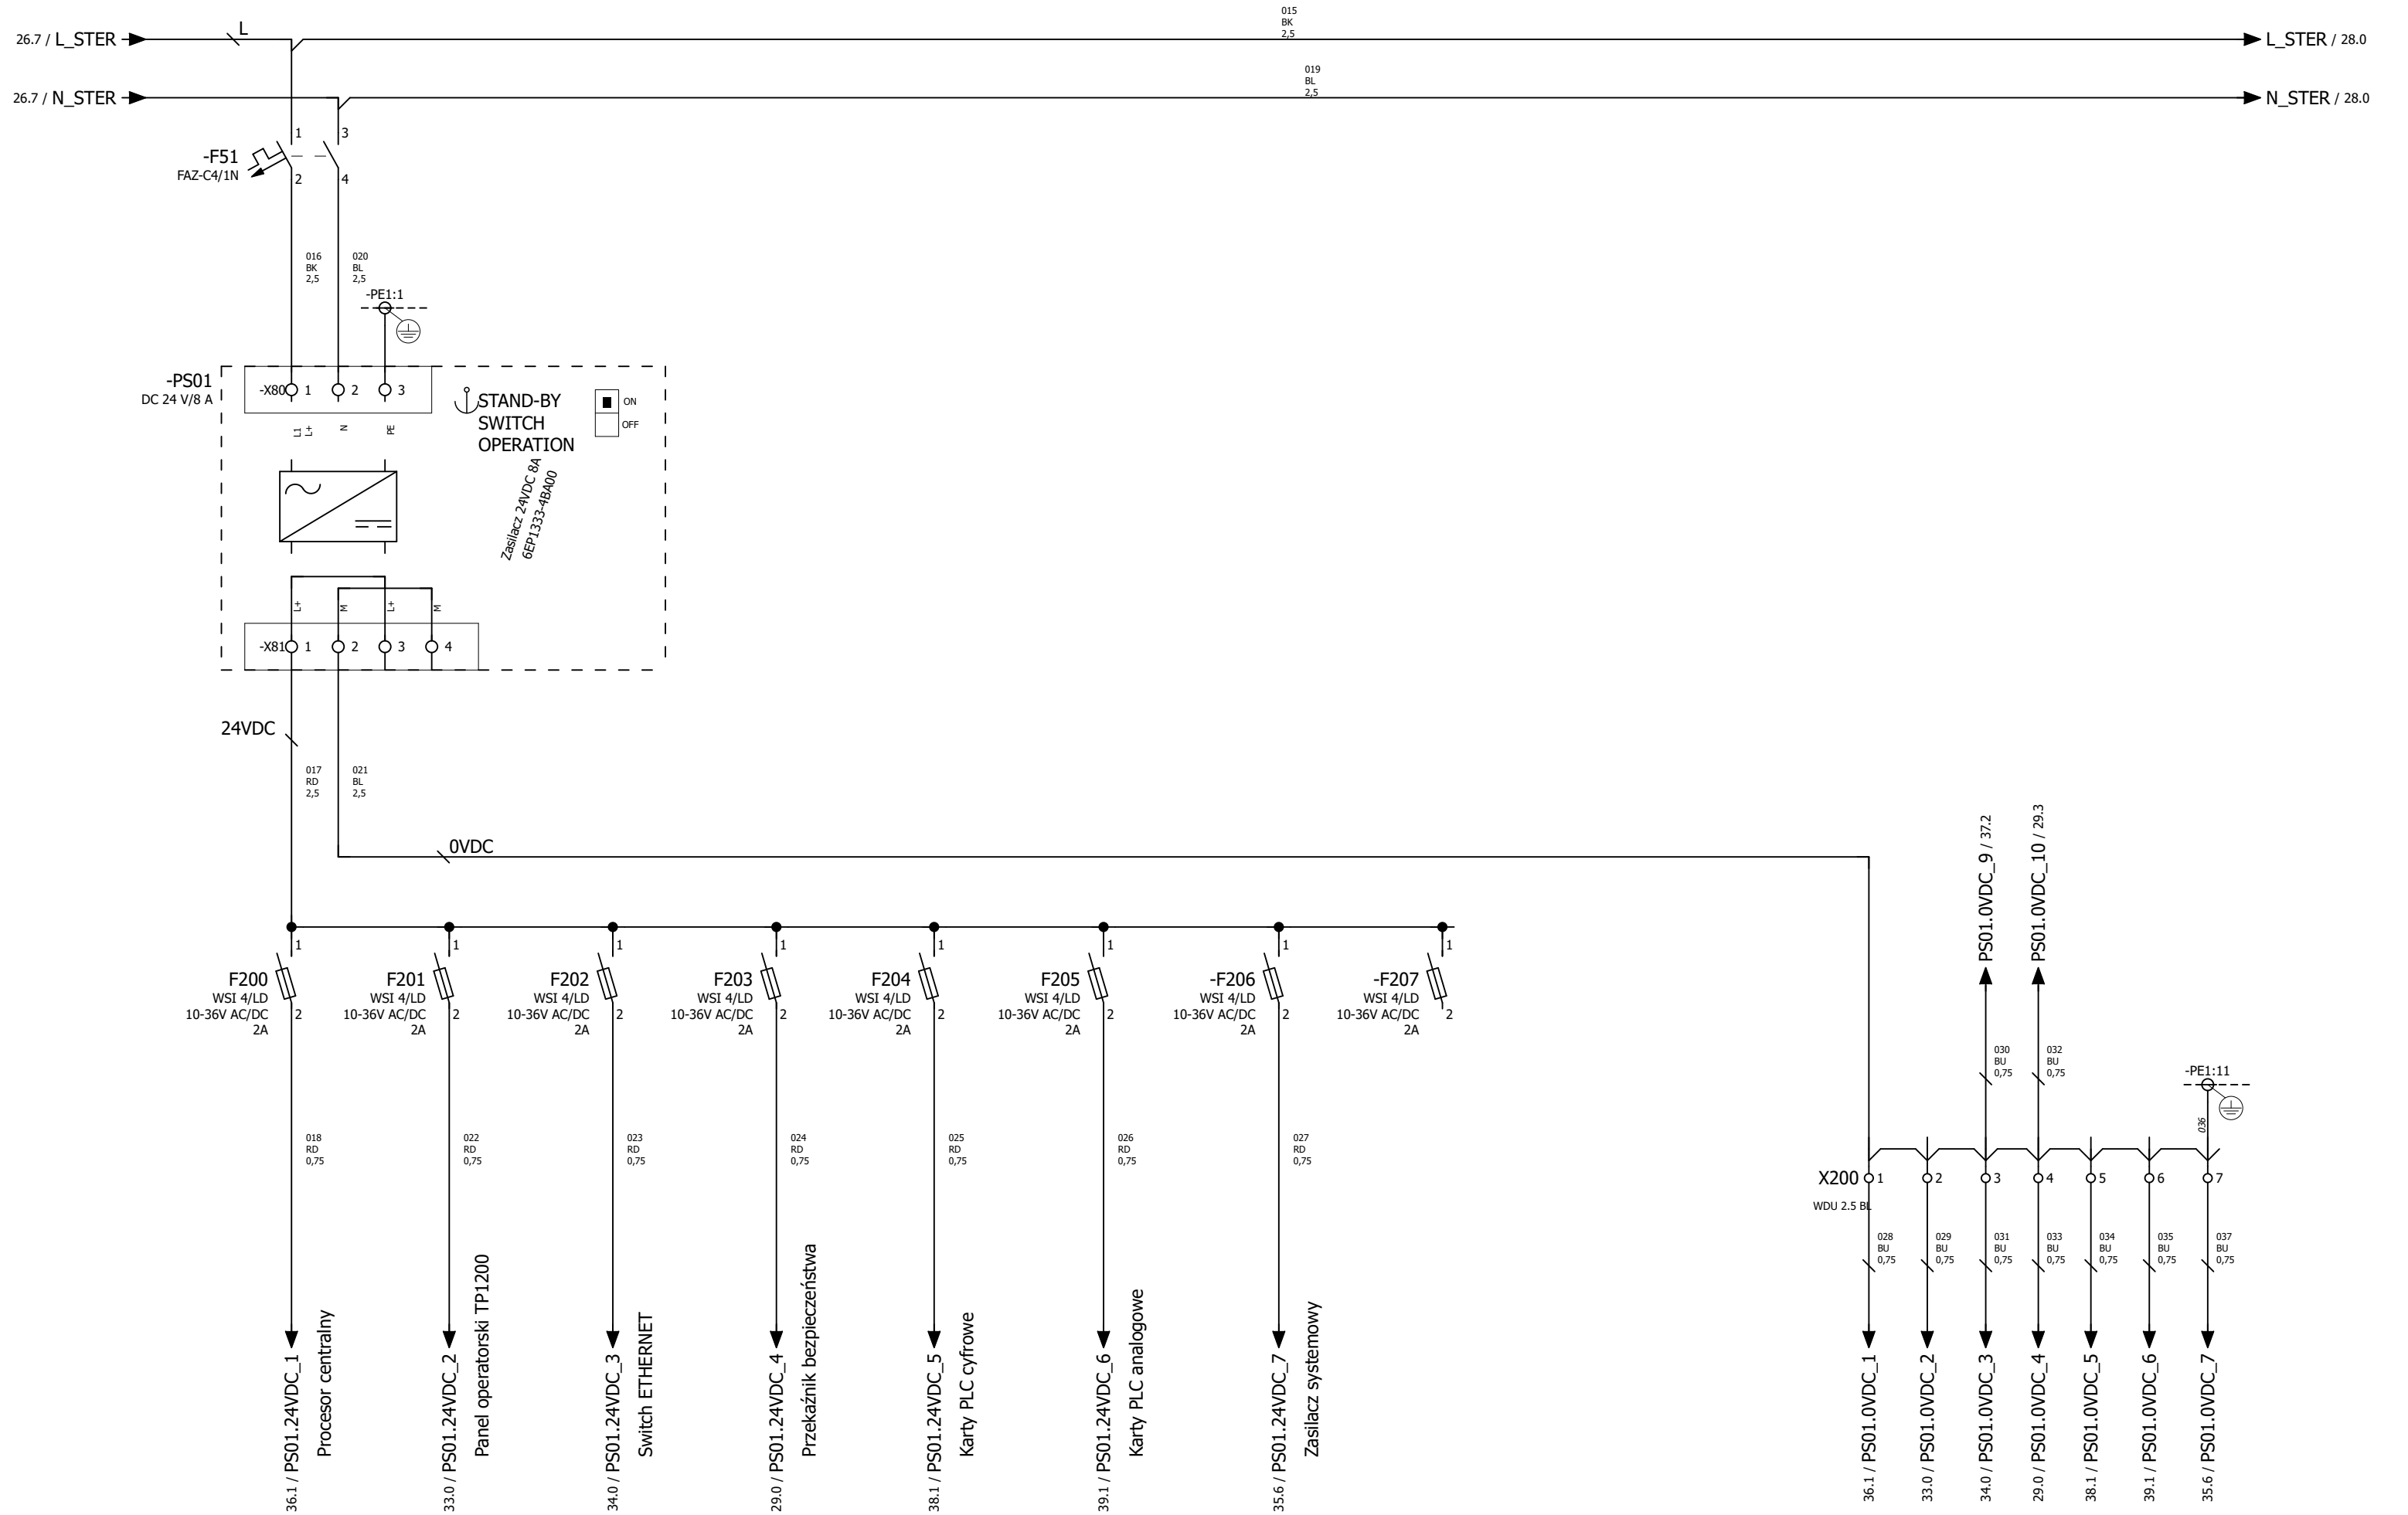 26.7 / L_STER
L
015
BK
2,5
L_STER / 28.0
26.7 / N_STER
019
BL
2,5
N_STER / 28.0
1
3
-F51
FAZ-C4/1N
2
4
016
BK
2,5
020
BL
2,5
-PE1:1
-PS01
DC 24 V/8 A
-X80
1
2
3
L1
L+
N
PE
STAND-BY
SWITCH
OPERATION
ON
OFF
Zasilacz 24VDC 8A
6EP1333-4BA00
L+
M
L+
M
-X81
1
2
3
4
24VDC
017
RD
2,5
021
BL
2,5
0VDC
1
F200
WSI 4/LD
10-36V AC/DC
2A
2
1
F201
WSI 4/LD
10-36V AC/DC
2A
2
1
F202
WSI 4/LD
10-36V AC/DC
2A
2
1
F203
WSI 4/LD
10-36V AC/DC
2A
2
1
F204
WSI 4/LD
10-36V AC/DC
2A
2
1
F205
WSI 4/LD
10-36V AC/DC
2A
2
1
-F206
WSI 4/LD
10-36V AC/DC
2A
2
1
-F207
WSI 4/LD
10-36V AC/DC
2A
2
018
RD
0,75
022
RD
0,75
023
RD
0,75
024
RD
0,75
025
RD
0,75
026
RD
0,75
027
RD
0,75
36.1 / PS01.24VDC_1
Procesor centralny
33.0 / PS01.24VDC_2
Panel operatorski TP1200
34.0 / PS01.24VDC_3
Switch ETHERNET
29.0 / PS01.24VDC_4
Przekaźnik bezpieczeństwa
38.1 / PS01.24VDC_5
Karty PLC cyfrowe
39.1 / PS01.24VDC_6
Karty PLC analogowe
35.6 / PS01.24VDC_7
Zasilacz systemowy
PS01.0VDC_9 / 37.2
PS01.0VDC_10 / 29.3
030
BU
0,75
032
BU
0,75
-PE1:11
036
X200
1
2
3
4
5
6
7
WDU 2.5 BL
028
BU
0,75
029
BU
0,75
031
BU
0,75
033
BU
0,75
034
BU
0,75
035
BU
0,75
037
BU
0,75
36.1 / PS01.0VDC_1
33.0 / PS01.0VDC_2
34.0 / PS01.0VDC_3
29.0 / PS01.0VDC_4
38.1 / PS01.0VDC_5
39.1 / PS01.0VDC_6
35.6 / PS01.0VDC_7